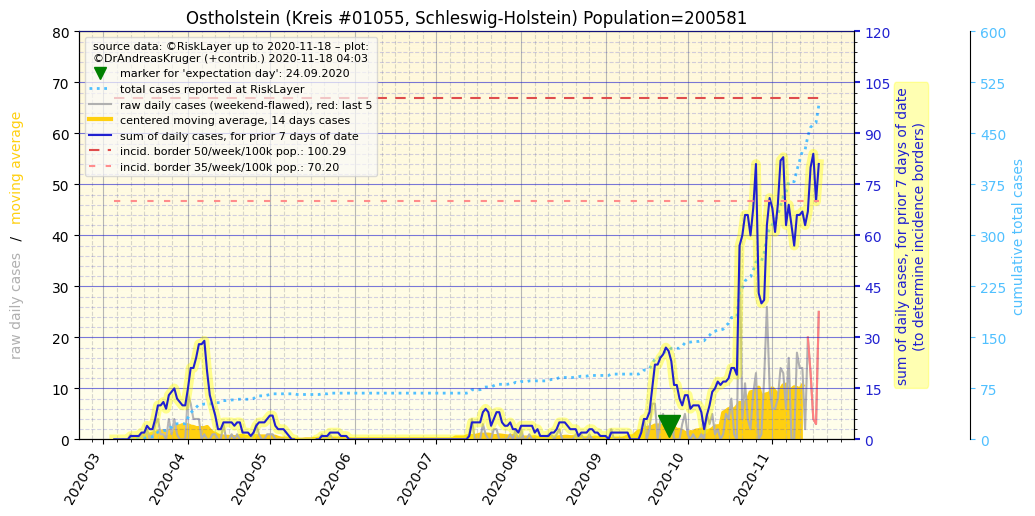 Ostholstein (Kreis #01055, Schleswig-Holstein) Population=200581
source data: ©RiskLayer up to 2020-11-18 – plot:
©DrAndreasKruger (+contrib.) 2020-11-18 04:03
marker for 'expectation day': 24.09.2020
total cases reported at RiskLayer
raw daily cases (weekend-flawed), red: last 5
centered moving average, 14 days cases
sum of daily cases, for prior 7 days of date
incid. border 50/week/100k pop.: 100.29
incid. border 35/week/100k pop.: 70.20
raw daily cases / moving average
80
70
60
50
40
30
20
10
0
2020-03
2020-04
2020-05
2020-06
2020-07
2020-08
2020-09
2020-10
2020-11
120
105
90
75
60
45
30
15
0
sum of daily cases, for prior 7 days of date
(to determine incidence borders)
600
525
450
375
300
225
150
75
0
cumulative total cases